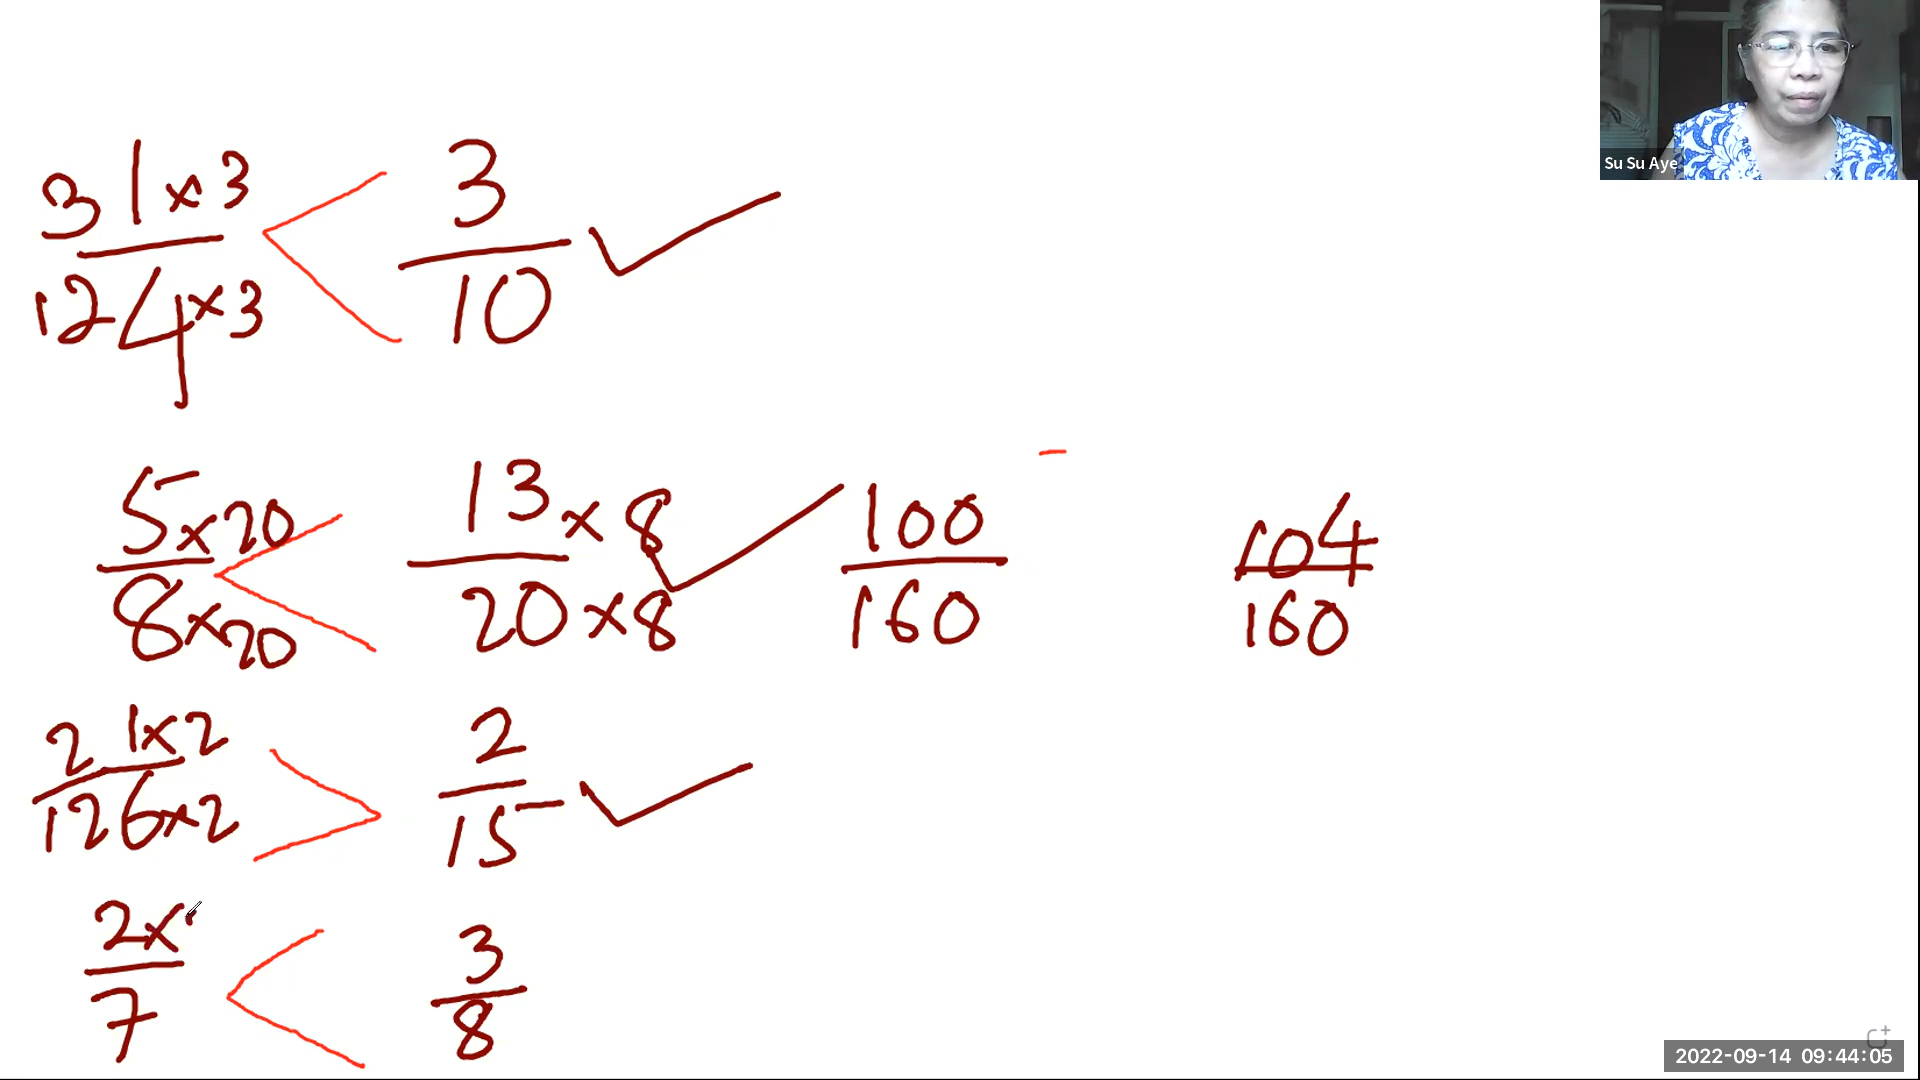 Su Su Aye
3 1 x 3 < 3 ✓
12 4 x 3 10
5 x 20 < 13 x 8 ✓ 100 - 104
8 x 20 20 x 8 160 160
2 1 x 2 > 2 ✓
12 6 x 2 15
2 x < 3
7 8
2022-09-14 09:44:05